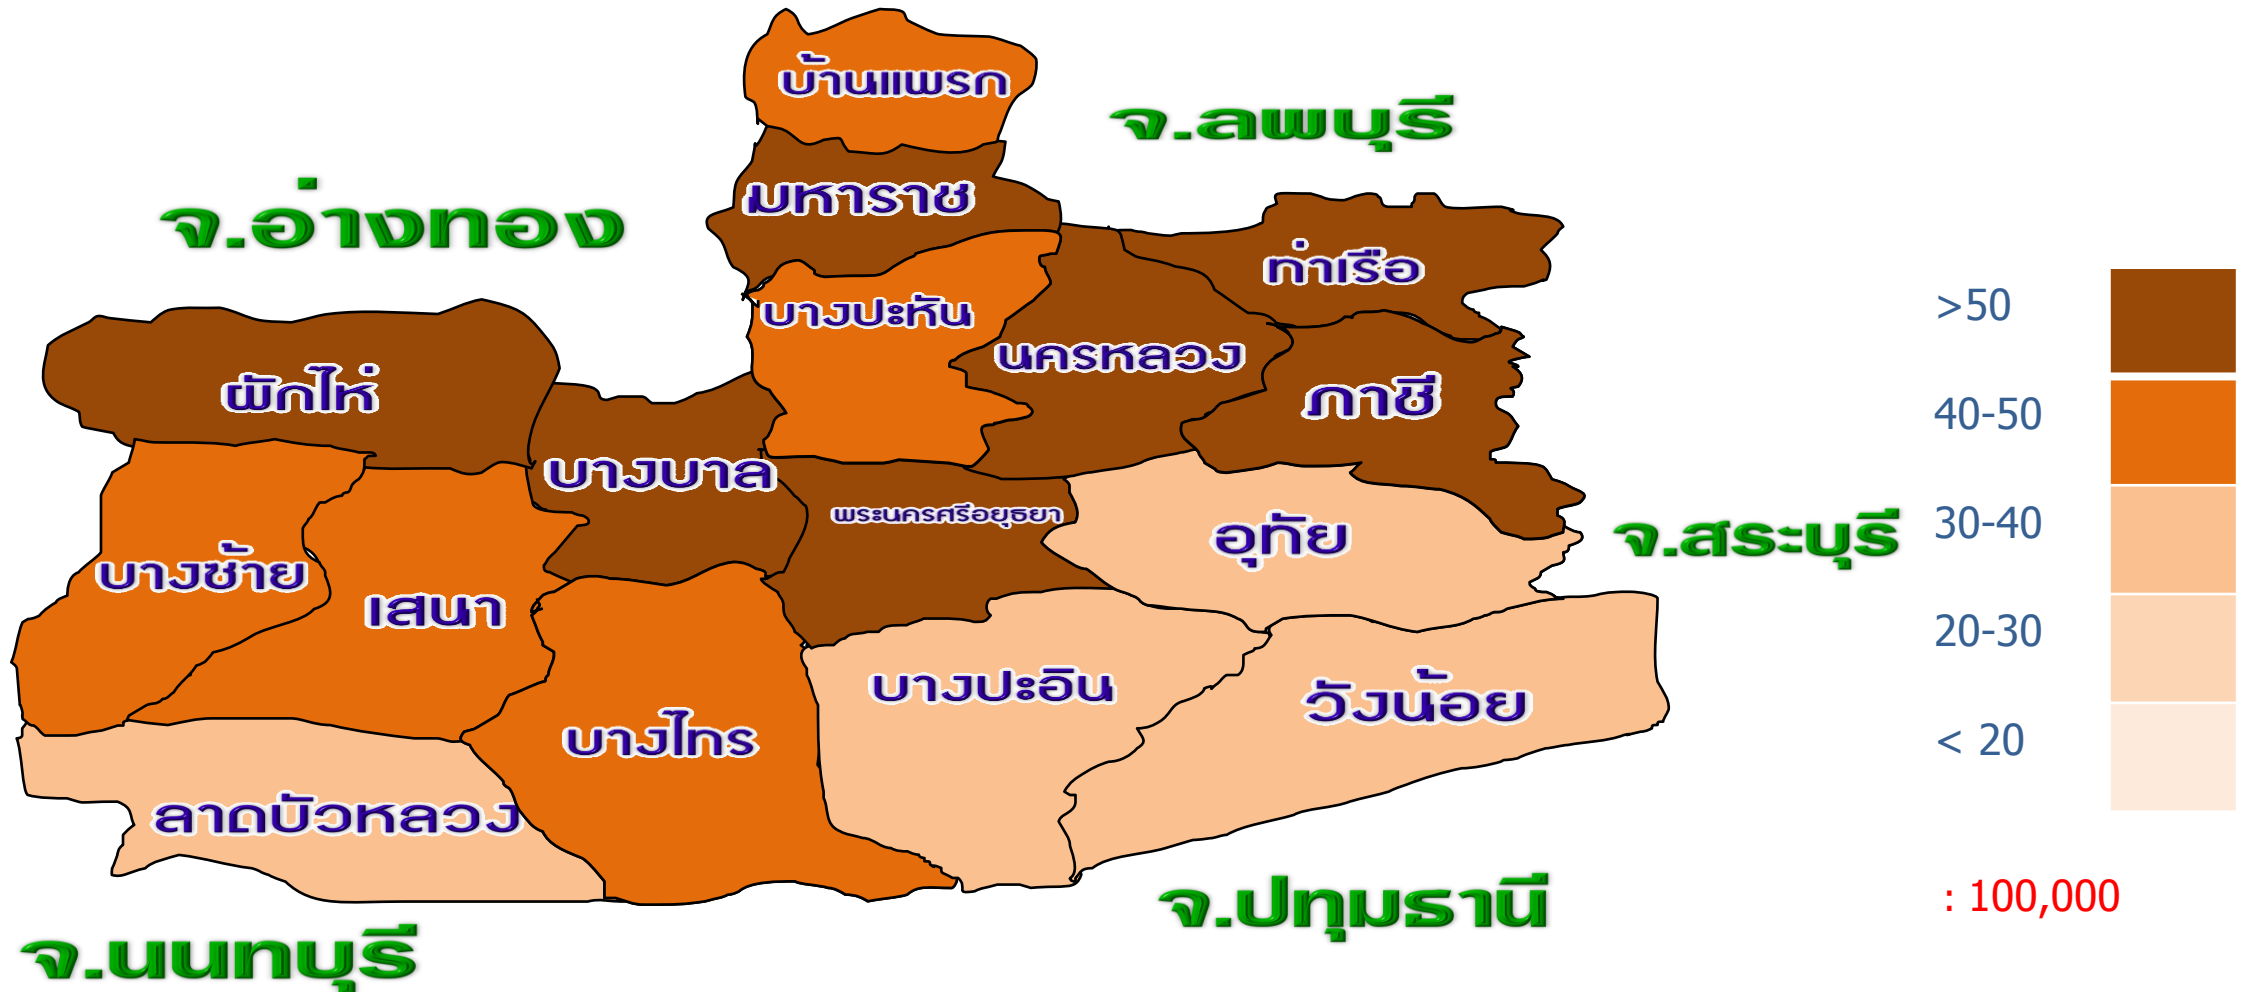 บ้านแพรก
จ.ลพบุรี
มหาราช
จ.อ่างทอง
ท่าเรือ
บางปะหัน
>50
นครหลวง
ผักไห่
ภาชี
40-50
บางบาล
พระนครศรีอยุธยา
อุทัย
จ.สระบุรี
30-40
บางซ้าย
เสนา
20-30
บางปะอิน
วังน้อย
บางไทร
< 20
ลาดบัวหลวง
จ.ปทุมธานี
: 100,000
จ.นนทบุรี